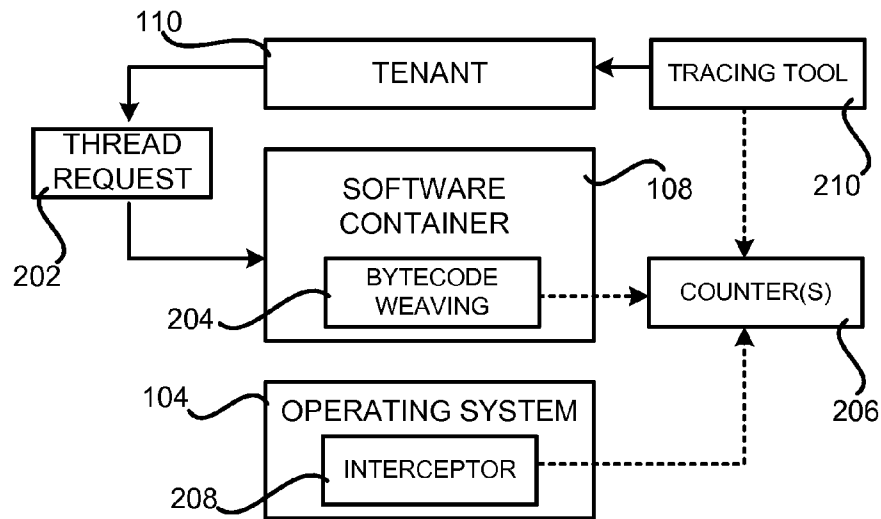 110
TENANT
TRACING TOOL
THREAD
REQUEST
210
202
SOFTWARE
CONTAINER
108
BYTECODE
WEAVING
204
COUNTER(S)
206
104
OPERATING SYSTEM
INTERCEPTOR
208